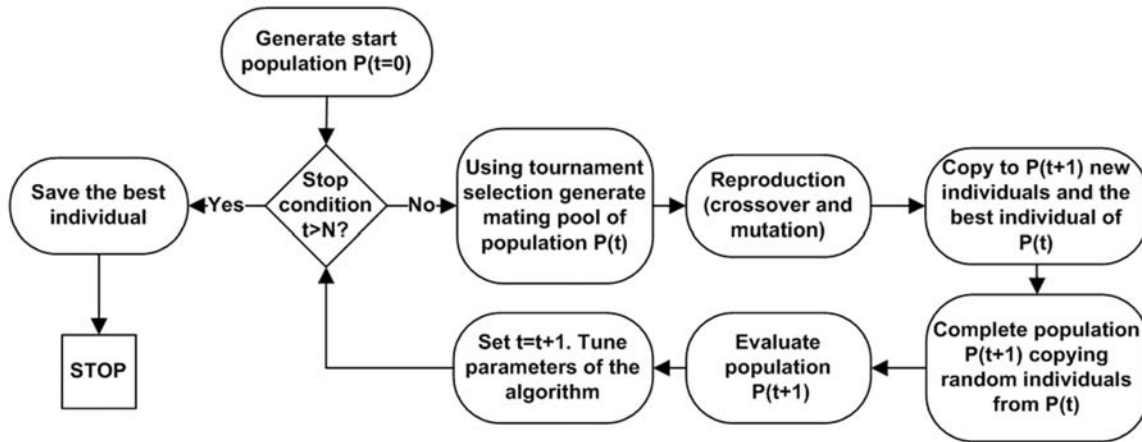 Generate start
population P(t=0)
Save the best
individual
Yes
Stop
condition
t>N?
No
Using tournament
selection generate
mating pool of
population P(t)
Reproduction
(crossover and
mutation)
Copy to P(t+1) new
individuals and the
best individual of
P(t)
STOP
Set t=t+1. Tune
parameters of the
algorithm
Evaluate
population
P(t+1)
Complete population
P(t+1) copying
random individuals
from P(t)